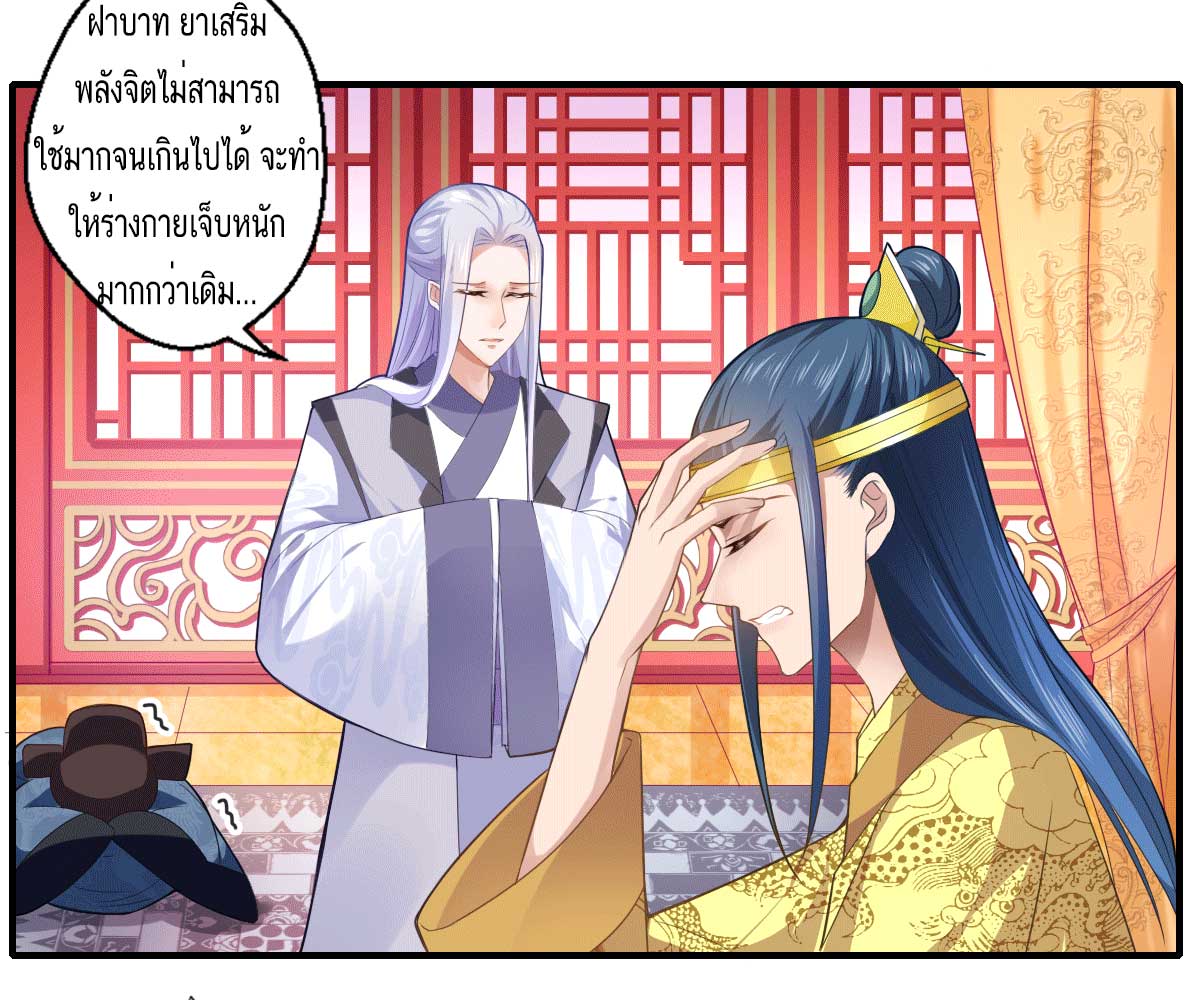 ฝาบาท ยาเสริม
พลังจิตไม่สามารถ
ใช้มากจนเกินไปได้ จะทำ
ให้ร่างกายเจ็บหนัก
มากกว่าเดิม...